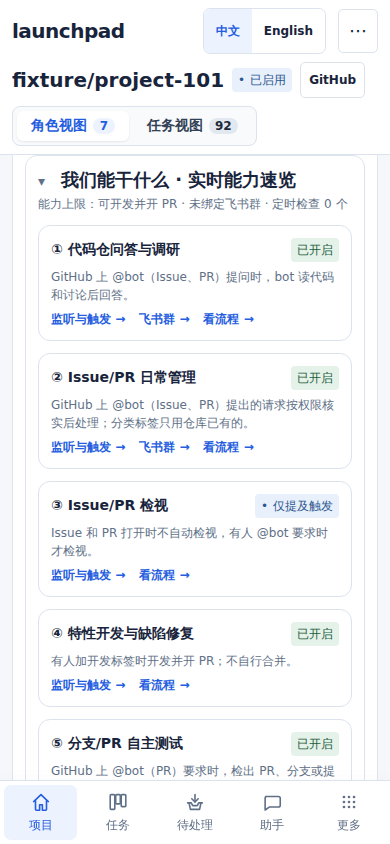 launchpad
中文 English ···
fixture/project-101 • 已启用 GitHub
角色视图 7 任务视图 92
▾ 我们能干什么 · 实时能力速览
能力上限：可开发并开 PR · 未绑定飞书群 · 定时检查 0 个
① 代码仓问答与调研 已开启
GitHub 上 @bot（Issue、PR）提问时，bot 读代码
和讨论后回答。
监听与触发 → 飞书群 → 看流程 →
② Issue/PR 日常管理 已开启
GitHub 上 @bot（Issue、PR）提出的请求按权限核
实后处理；分类标签只用仓库已有的。
监听与触发 → 飞书群 → 看流程 →
③ Issue/PR 检视 • 仅提及触发
Issue 和 PR 打开时不自动检视，有人 @bot 要求时
才检视。
监听与触发 → 看流程 →
④ 特性开发与缺陷修复 已开启
有人加开发标签时开发并开 PR；不自行合并。
监听与触发 → 看流程 →
⑤ 分支/PR 自主测试 已开启
GitHub 上 @bot（PR）要求时，检出 PR、分支或提
项目 任务 待处理 助手 更多